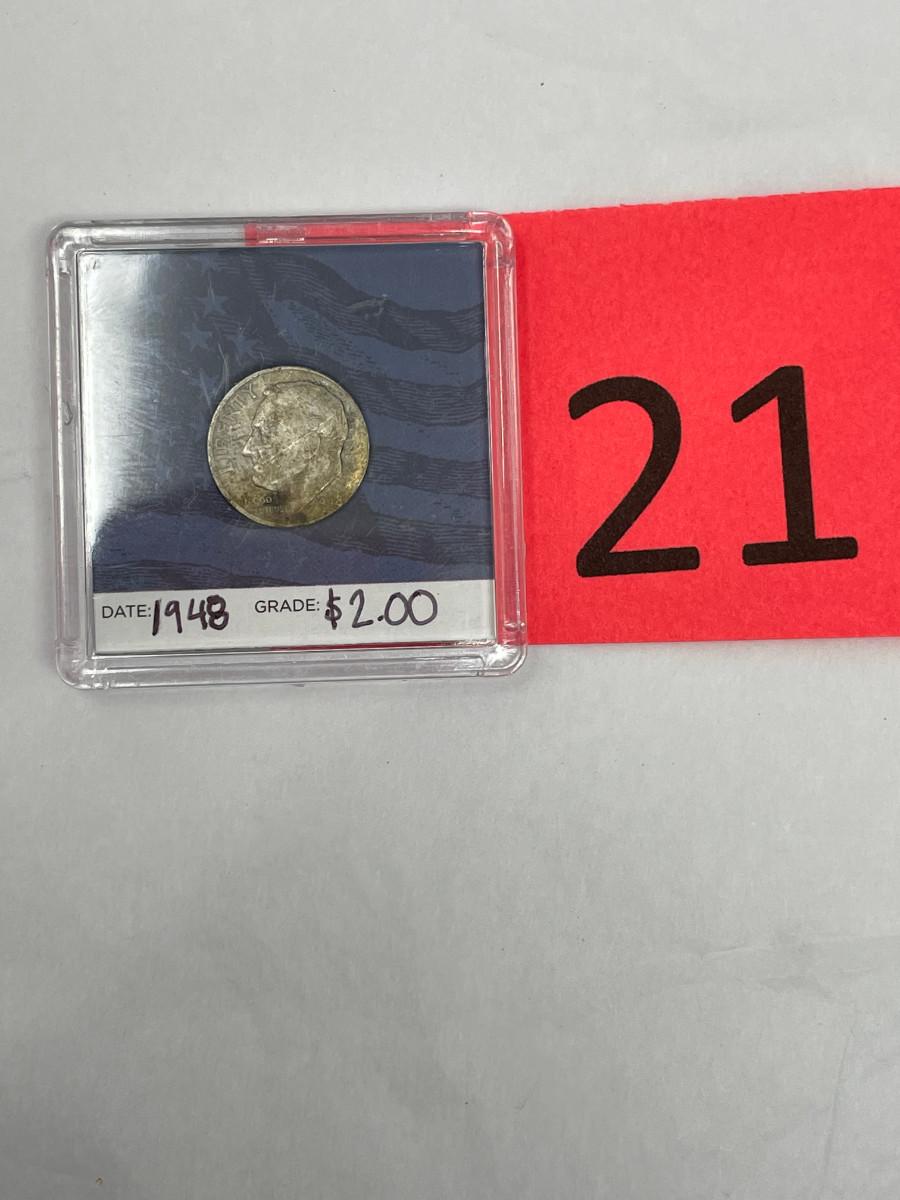 LIBERTY
DATE: 1948 GRADE: $2.00
21